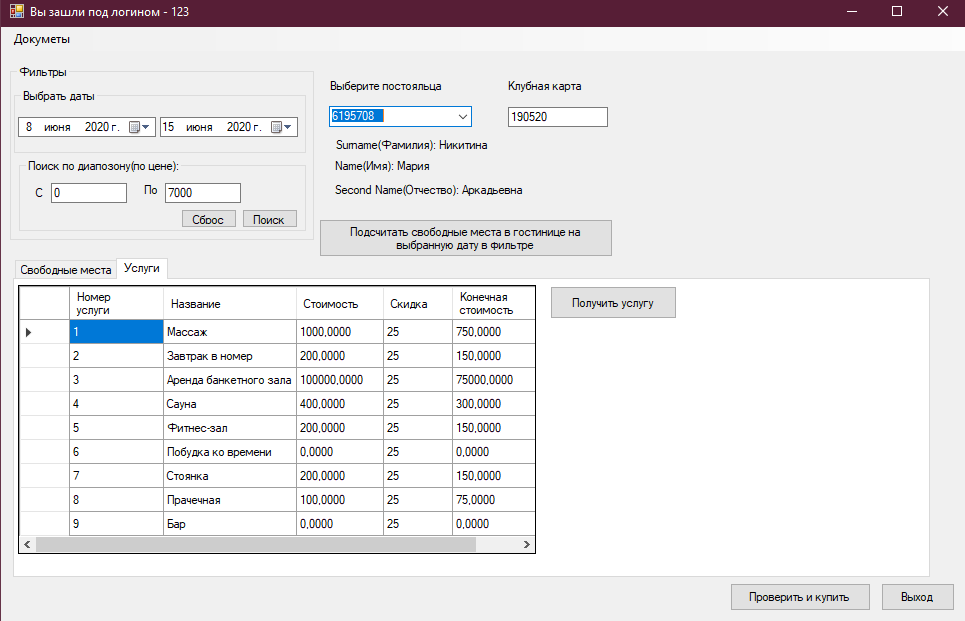 Вы зашли под логином - 123
Докуметы
Фильтры
Выбрать даты
8 июня 2020 г.
15 июня 2020 г.
Поиск по диапозону(по цене):
С 0 По 7000
Сброс Поиск
Выберите постояльца
Клубная карта
6195708
190520
Surname(Фамилия): Никитина
Name(Имя): Мария
Second Name(Отчество): Аркадьевна
Подсчитать свободные места в гостинице на
выбранную дату в фильтре
Свободные места Услуги
Номер услуги Название Стоимость Скидка Конечная стоимость
1 Массаж 1000,0000 25 750,0000
2 Завтрак в номер 200,0000 25 150,0000
3 Аренда банкетного зала 100000,0000 25 75000,0000
4 Сауна 400,0000 25 300,0000
5 Фитнес-зал 200,0000 25 150,0000
6 Побудка ко времени 0,0000 25 0,0000
7 Стоянка 200,0000 25 150,0000
8 Прачечная 100,0000 25 75,0000
9 Бар 0,0000 25 0,0000
Получить услугу
Проверить и купить
Выход